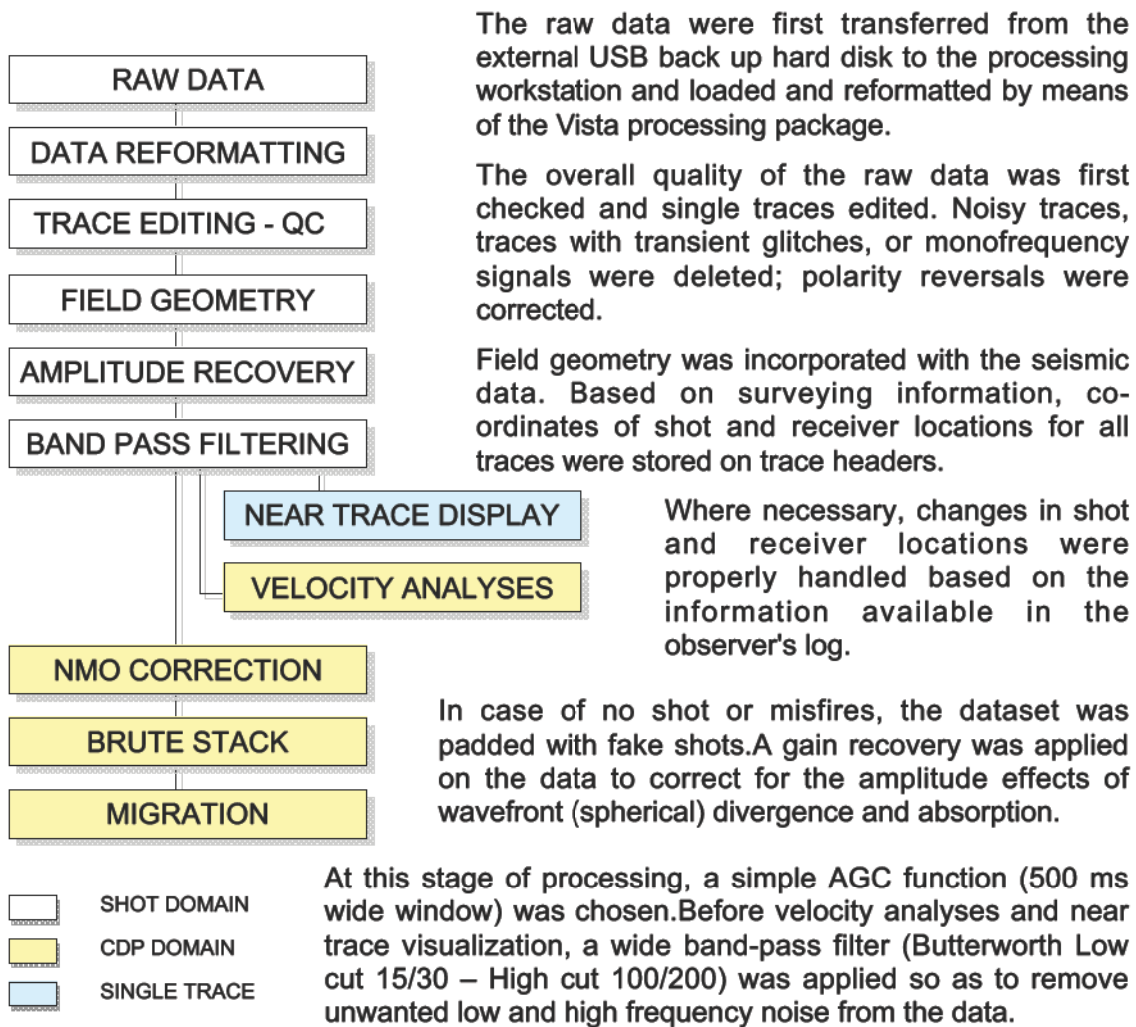 RAW DATA
DATA REFORMATTING
TRACE EDITING - QC
FIELD GEOMETRY
AMPLITUDE RECOVERY
BAND PASS FILTERING
NEAR TRACE DISPLAY
VELOCITY ANALYSES
NMO CORRECTION
BRUTE STACK
MIGRATION
SHOT DOMAIN
CDP DOMAIN
SINGLE TRACE
The raw data were first transferred from the
external USB back up hard disk to the processing
workstation and loaded and reformatted by means
of the Vista processing package.
The overall quality of the raw data was first
checked and single traces edited. Noisy traces,
traces with transient glitches, or monofrequency
signals were deleted; polarity reversals were
corrected.
Field geometry was incorporated with the seismic
data. Based on surveying information, co-
ordinates of shot and receiver locations for all
traces were stored on trace headers.
Where necessary, changes in shot
and receiver locations were
properly handled based on the
information available in the
observer's log.
In case of no shot or misfires, the dataset was
padded with fake shots.A gain recovery was applied
on the data to correct for the amplitude effects of
wavefront (spherical) divergence and absorption.
At this stage of processing, a simple AGC function (500 ms
wide window) was chosen.Before velocity analyses and near
trace visualization, a wide band-pass filter (Butterworth Low
cut 15/30 – High cut 100/200) was applied so as to remove
unwanted low and high frequency noise from the data.